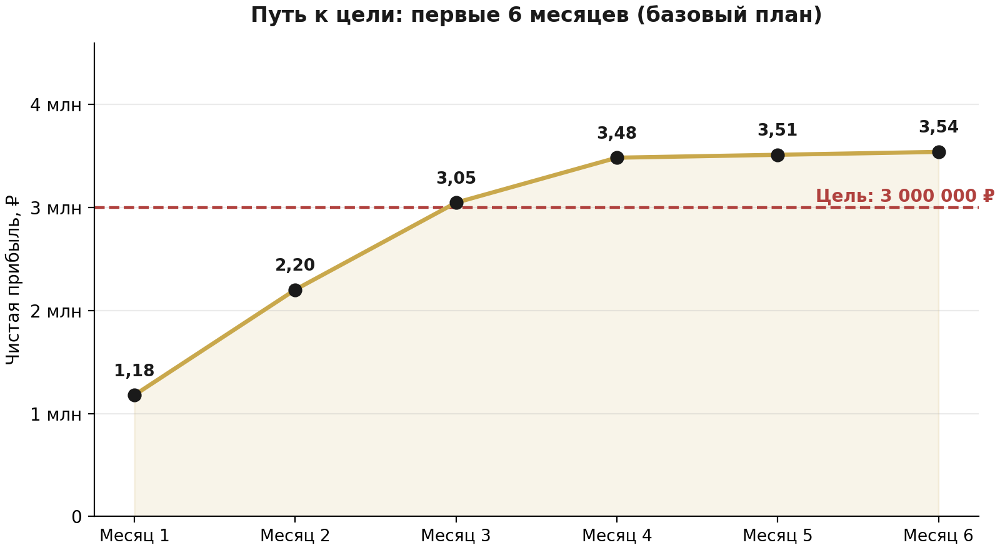 Путь к цели: первые 6 месяцев (базовый план)
Чистая прибыль, ₽
4 млн
3 млн
2 млн
1 млн
0
1,18
2,20
3,05
3,48
3,51
3,54
Цель: 3 000 000 ₽
Месяц 1
Месяц 2
Месяц 3
Месяц 4
Месяц 5
Месяц 6